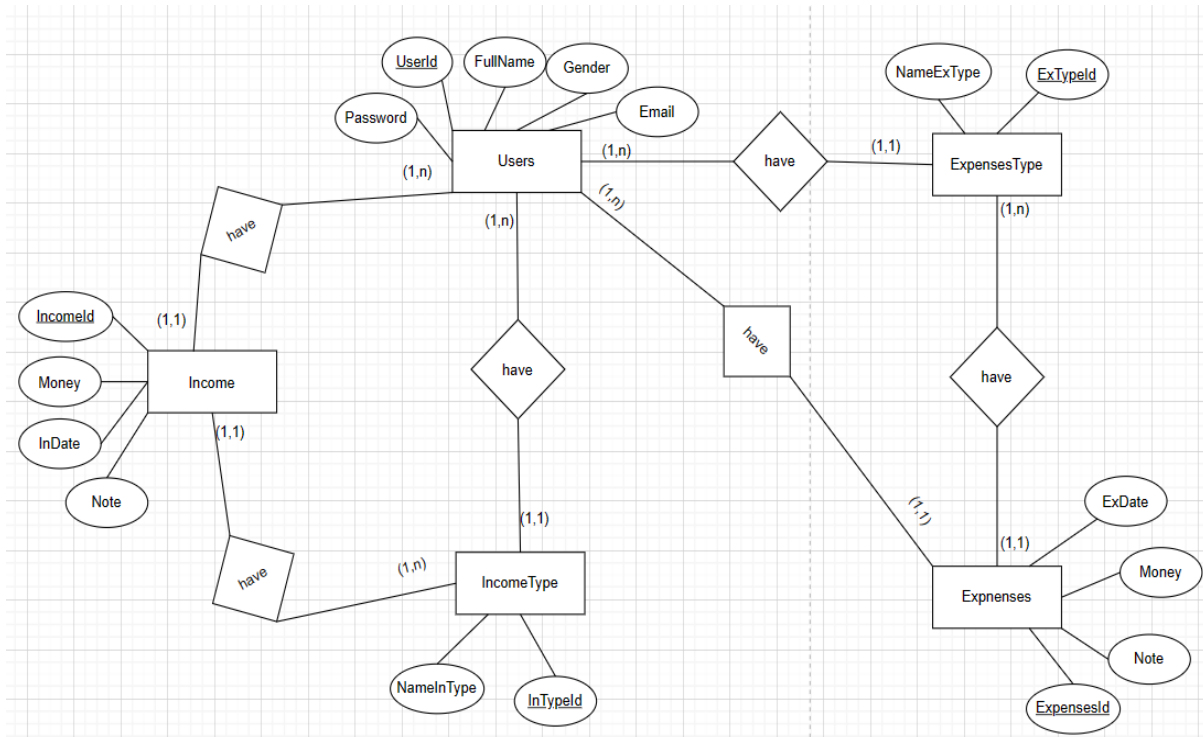 UserId
FullName
Gender
Password
Email
NameExType
ExTypeId
Users
(1,n)
have
(1,1)
ExpensesType
(1,n)
(1,n)
(1,n)
(1,n)
have
IncomeId
(1,1)
have
have
have
Income
Money
InDate
Note
(1,1)
(1,1)
(1,1)
(1,1)
ExDate
have
(1,n)
IncomeType
Expnenses
Money
Note
NameInType
InTypeId
ExpensesId